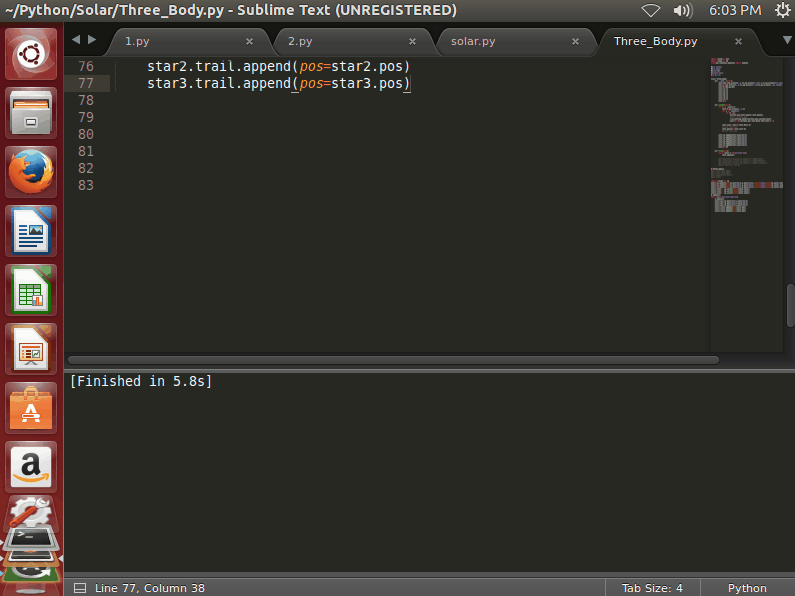 ~/Python/Solar/Three_Body.py - Sublime Text (UNREGISTERED)
6:03 PM
1.py × 2.py × solar.py × Three_Body.py ×
76 star2.trail.append(pos=star2.pos)
77 star3.trail.append(pos=star3.pos)
78
79
80
81
82
83
[Finished in 5.8s]
Line 77, Column 38
Tab Size: 4
Python